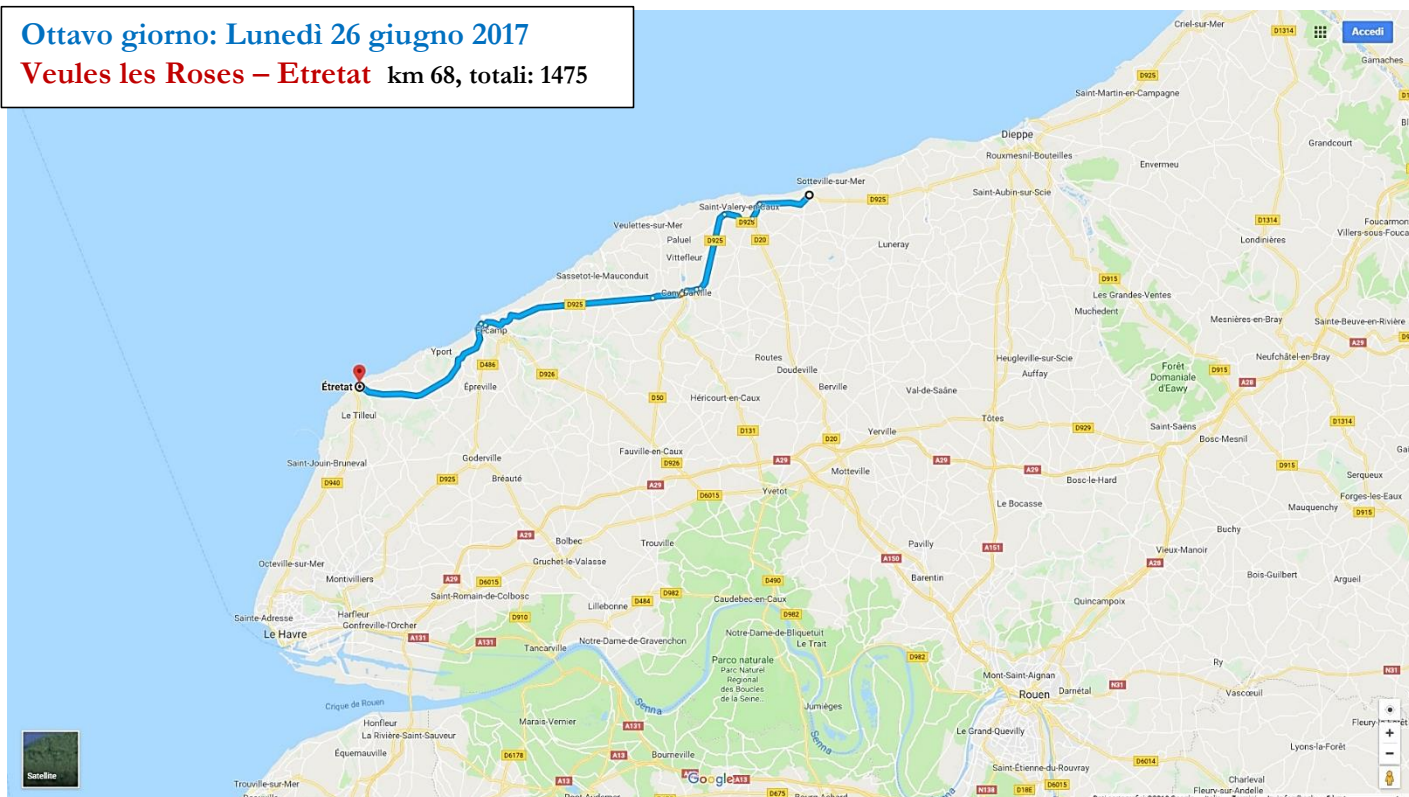 Ottavo giorno: Lunedì 26 giugno 2017
Veules les Roses – Etretat km 68, totali: 1475
Criel-sur-Mer
D1314
Accedi
Gamaches
D925
Saint-Martin-en-Campagne
Dieppe
Grandcourt
Rouxmesnil-Bouteilles
Envermeu
Sotteville-sur-Mer
Saint-Aubin-sur-Scie
D925
Saint-Valery-en-Caux
D925
D1314
Veulettes-sur-Mer
Paluel
D925
D20
Luneray
Londinières
Vittefleur
Sassetot-le-Mauconduit
D915
Les Grandes-Ventes
D925
Muchedent
Mesnières-en-Bray
Sainte-Beuve-en-Rivière
A29
Yport
Routes
Heugleville-sur-Scie
Neufchâtel-en-Bray
D486
Doudeville
Auffay
Forêt
Domaniale
d'Eawy
D915
A28
Étretat
Épreville
D926
Berville
Val-de-Saâne
D50
Héricourt-en-Caux
Le Tilleul
Tôtes
D929
Saint-Saëns
D1314
D131
D20
Yerville
Bosc-Mesnil
Fauville-en-Caux
Saint-Jouin-Bruneval
Goderville
D926
A29
A29
A29
D915
D940
D925
Bréauté
A29
Motteville
Bosc-le-Hard
Serqueux
Yvetot
D6015
Le Bocasse
Forges-les-Eaux
Mauquenchy
D915
Buchy
A29
Bolbec
Trouville
Pavilly
A151
Vieux-Manoir
Octeville-sur-Mer
Gruchet-le-Valasse
A150
A28
Montivilliers
A29
D6015
D490
Barentin
Bois-Guilbert
Argueil
Saint-Romain-de-Colbosc
D982
Lillebonne
D484
Caudebec-en-Caux
Quincampoix
Sainte-Adresse
Harfleur
Gonfreville-l'Orcher
D910
D982
Le Havre
A131
A131
Notre-Dame-de-Gravenchon
Notre-Dame-de-Bliquetuit
Le Trait
Tancarville
D982
Parco naturale
Parc Naturel
Régional
des Boucles
de la Seine...
Ry
N31
Mont-Saint-Aignan
N31
Rouen
Darnétal
Vascœuil
Crique de Rouen
Senna
Jumièges
Honfleur
Marais-Vernier
La Rivière-Saint-Sauveur
A131
Senna
Le Grand-Quevilly
Équemauville
D6178
A13
Bourneville
D6014
Lyons-la-Forêt
Saint-Étienne-du-Rouvray
Satellite
Google
A13
Charleval
Trouville-sur-Mer
A13
D675
N138
D18E
D6015
Fleury-sur-Andelle